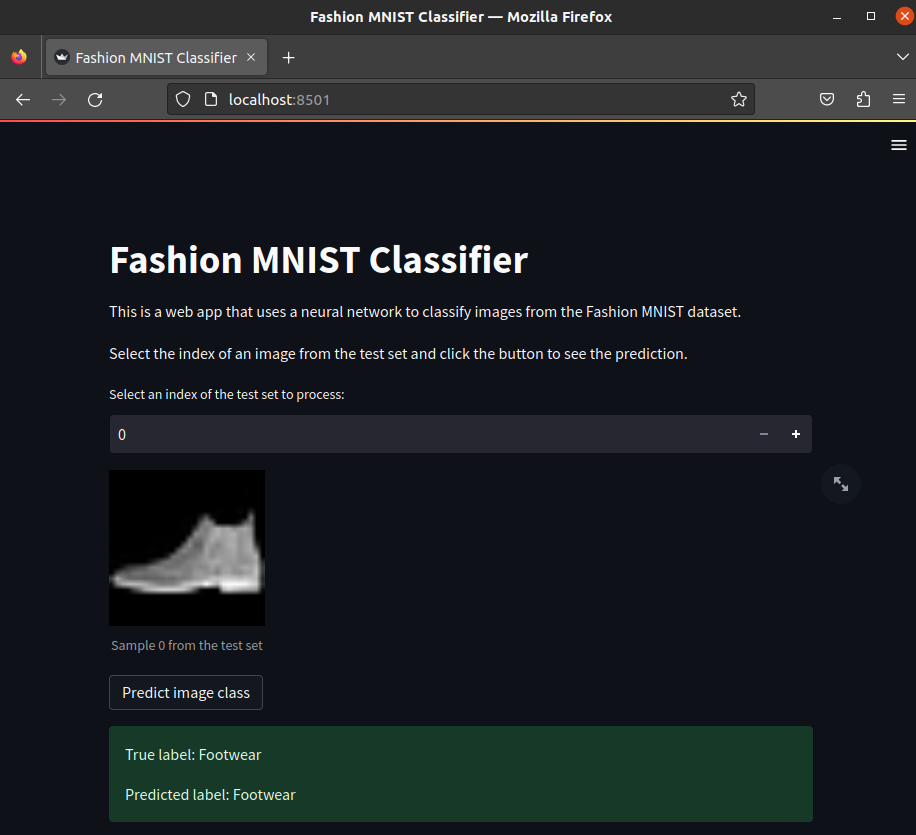 Fashion MNIST Classifier — Mozilla Firefox
Fashion MNIST Classifier
localhost:8501
Fashion MNIST Classifier
This is a web app that uses a neural network to classify images from the Fashion MNIST dataset.
Select the index of an image from the test set and click the button to see the prediction.
Select an index of the test set to process:
0
Sample 0 from the test set
Predict image class
True label: Footwear
Predicted label: Footwear